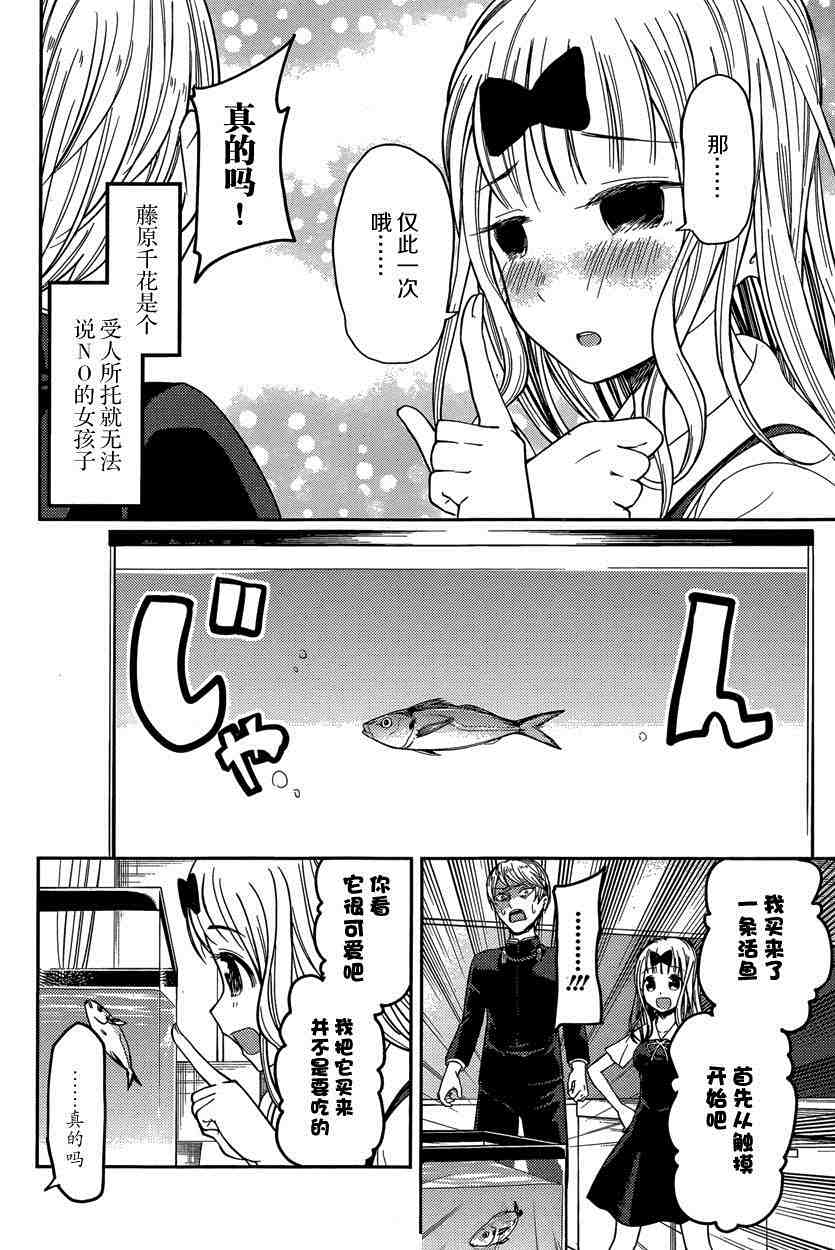 那
……
仅此一次
哦……
真的吗！
藤原千花是个
受人所托就无法
说NO的女孩子
じゃん
我买来了
一条活鱼
首先从触摸
开始吧
……!!!
你看
它很可爱吧
我把它买来
并不是要吃的
……真的吗